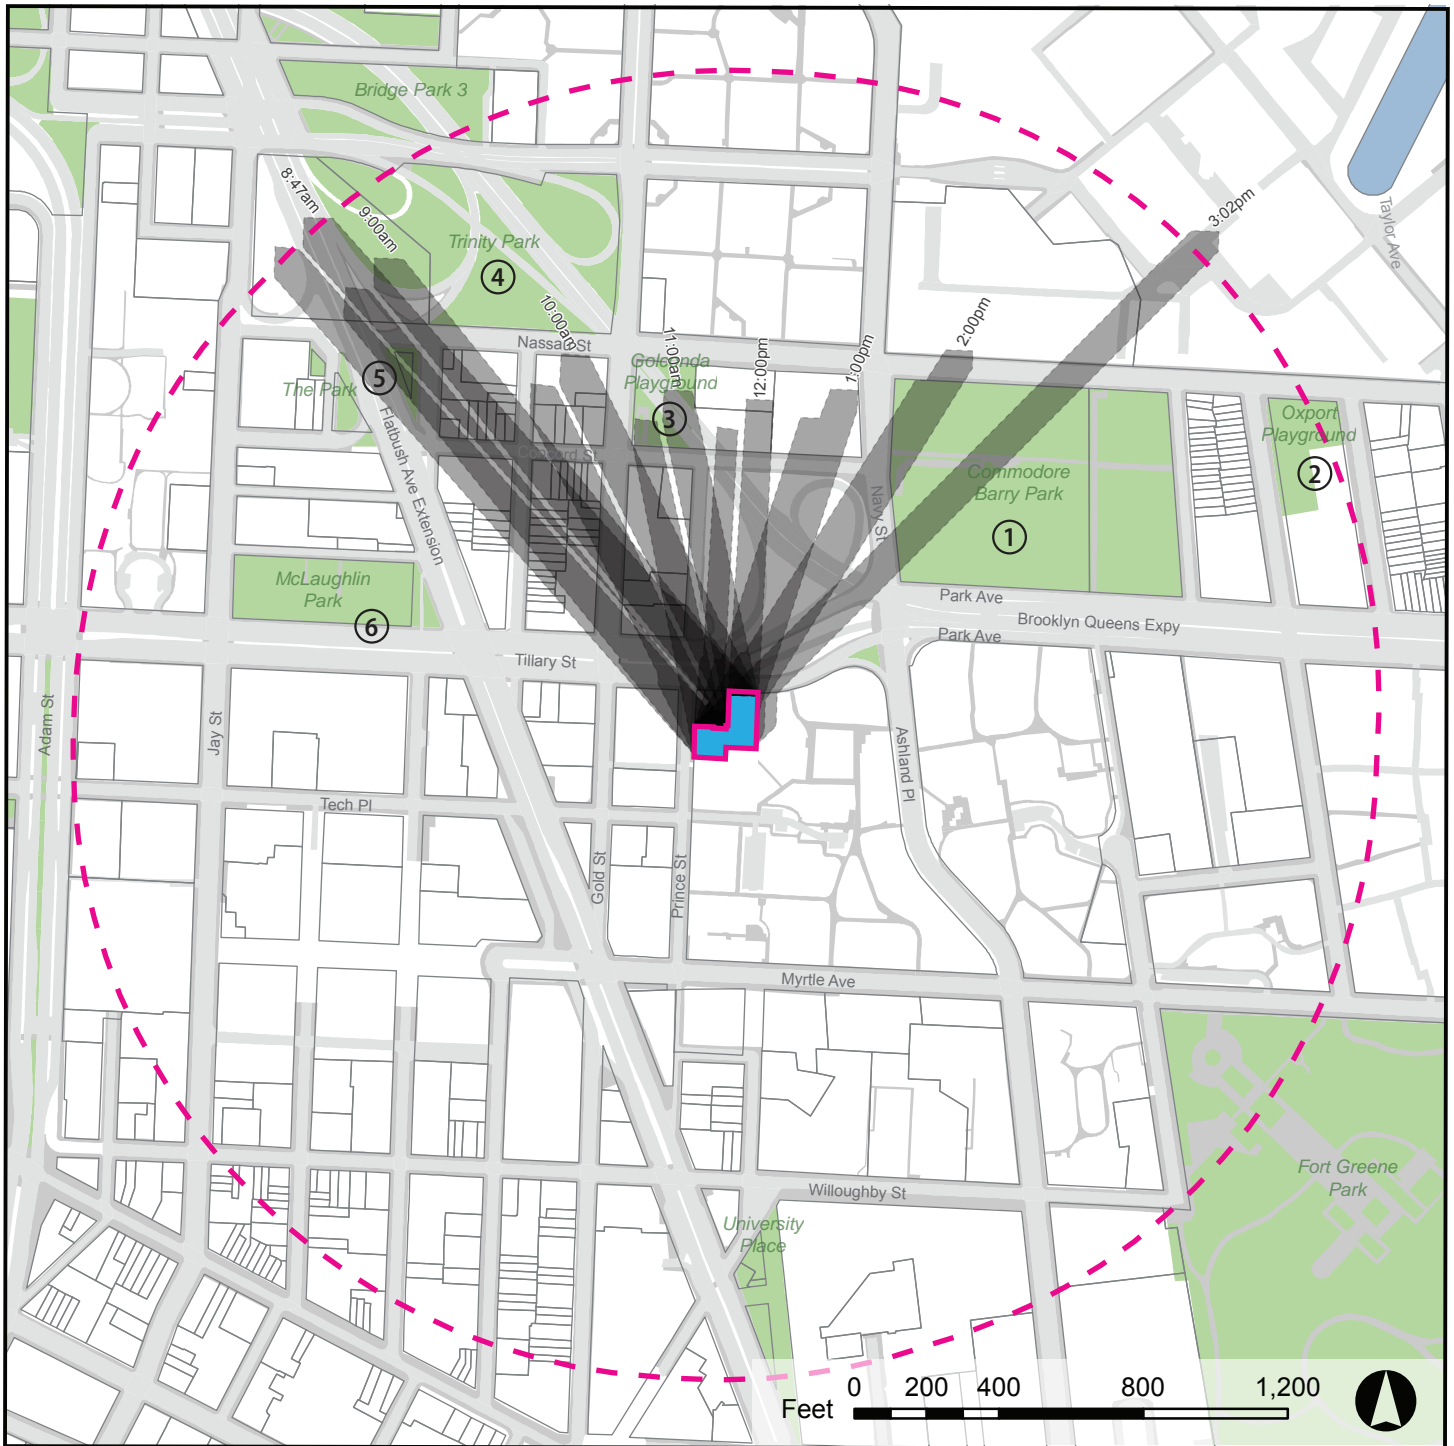 Bridge Park 3
8:47am
9:00am
Trinity Park
4
3:02pm
Taylor Ave
10:00am
Nassau St
11:00am
12:00pm
1:00pm
2:00pm
Golconda
Playground
3
The Park
5
Flatbush Ave Extension
Concord St
Commodore
Barry Park
1
Navy St
Oxport
Playground
2
McLaughlin
Park
6
Park Ave
Brooklyn Queens Expy
Park Ave
Tillary St
Adam St
Jay St
Ashland Pl
Tech Pl
Gold St
Prince St
Myrtle Ave
Willoughby St
University
Place
Fort Greene
Park
0 200 400 800 1,200
Feet